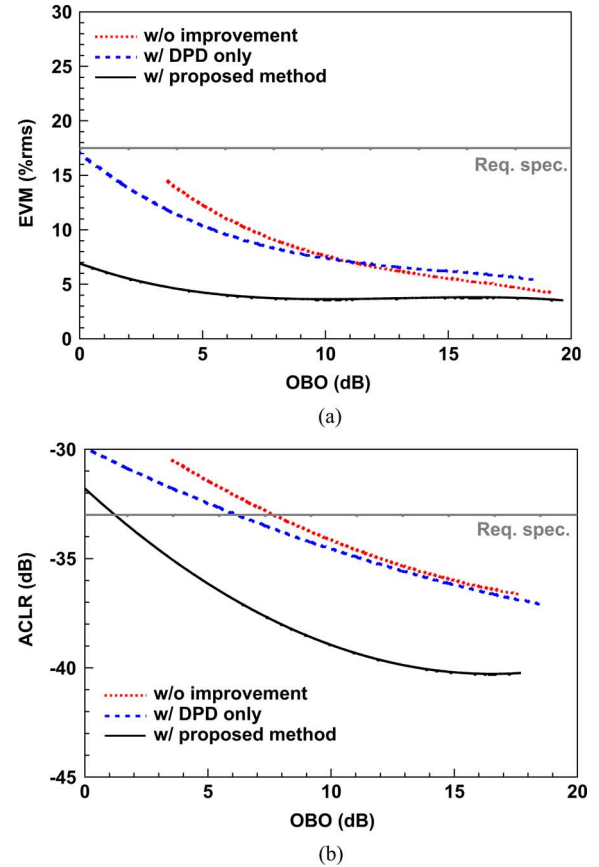 30
25
20
15
10
5
0
EVM (%rms)
w/o improvement
w/ DPD only
w/ proposed method
Req. spec.
0 5 10 15 20
OBO (dB)
(a)
-30
-35
-40
-45
ACLR (dB)
Req. spec.
w/o improvement
w/ DPD only
w/ proposed method
0 5 10 15 20
OBO (dB)
(b)